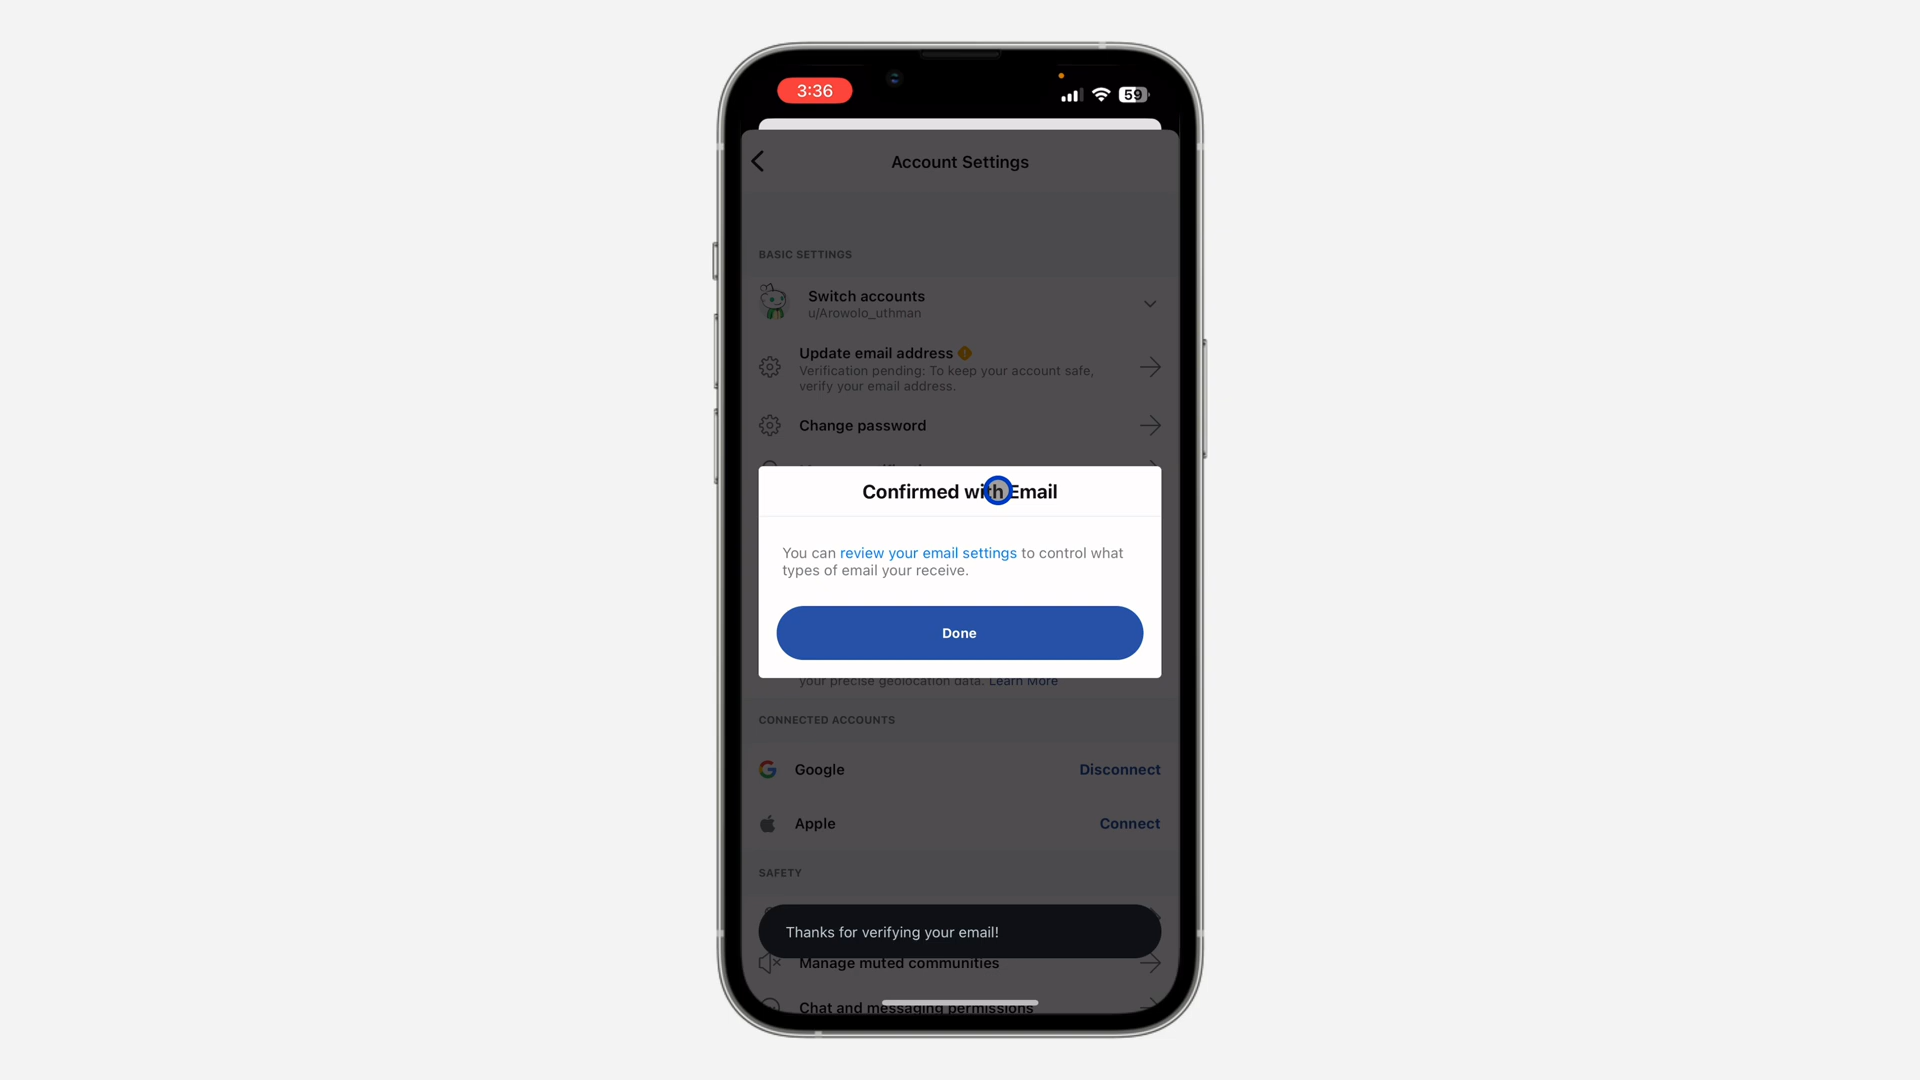 3:36
59
Account Settings
BASIC SETTINGS
Switch accounts
u/Arowolo_uthman
Update email address
Verification pending: To keep your account safe,
verify your email address.
Change password
Confirmed with Email
You can review your email settings to control what
types of email your receive.
Done
your precise geolocation data. Learn More
CONNECTED ACCOUNTS
Google Disconnect
Apple Connect
SAFETY
Thanks for verifying your email!
Manage muted communities
Chat and messaging permissions